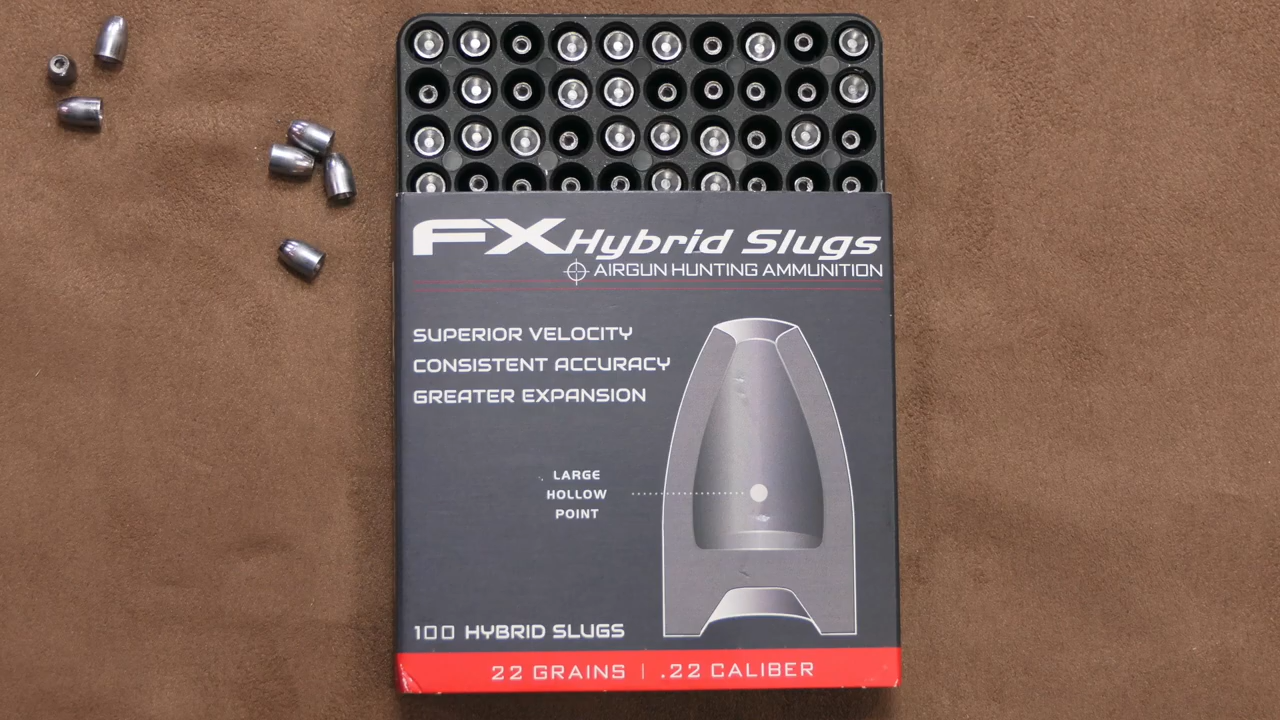 FX Hybrid Slugs
AIRGUN HUNTING AMMUNITION
SUPERIOR VELOCITY
CONSISTENT ACCURACY
GREATER EXPANSION
LARGE
HOLLOW
POINT
100 HYBRID SLUGS
22 GRAINS | .22 CALIBER